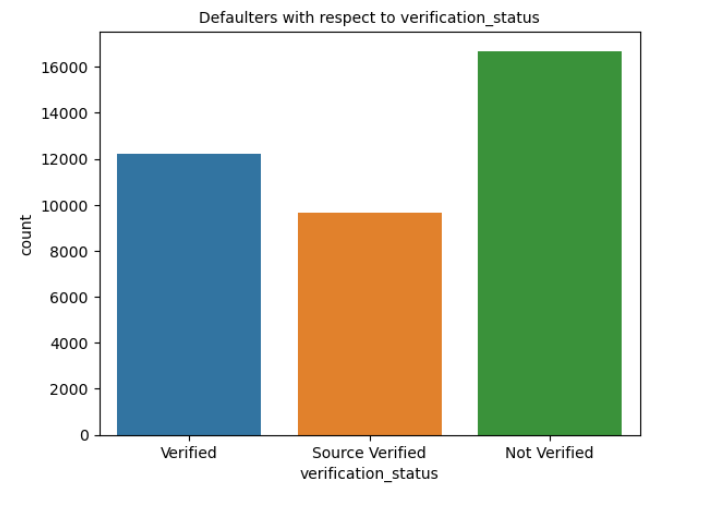 Defaulters with respect to verification_status
16000
14000
12000
10000
8000
6000
4000
2000
0
count
Verified
Source Verified
Not Verified
verification_status